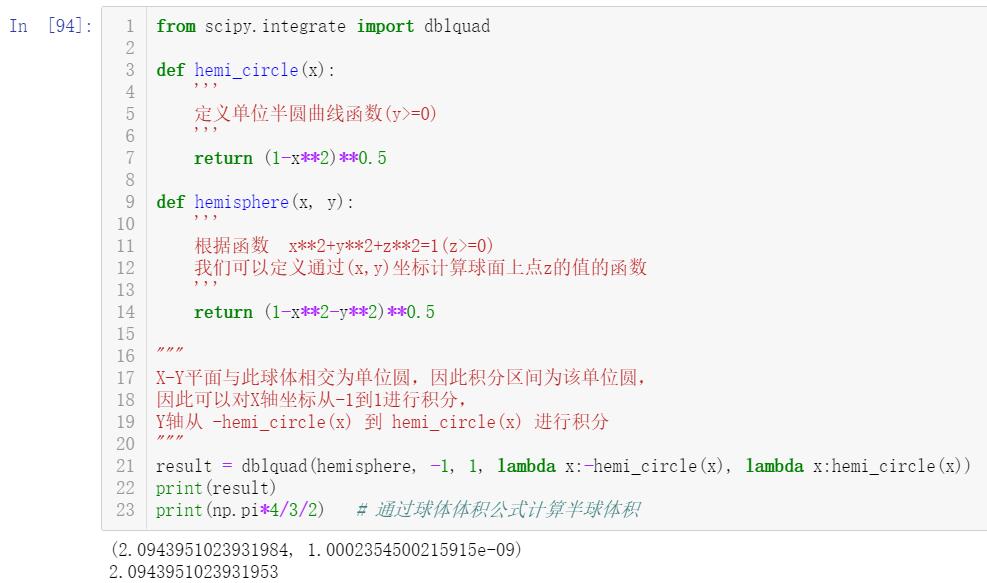 In [94]:
1 from scipy.integrate import dblquad
2
3 def hemi_circle(x):
4     '''
5     定义单位半圆曲线函数(y>=0)
6     '''
7     return (1-x**2)**0.5
8
9 def hemisphere(x, y):
10     '''
11     根据函数  x**2+y**2+z**2=1(z>=0)
12     我们可以定义通过(x,y)坐标计算球面上点z的值的函数
13     '''
14     return (1-x**2-y**2)**0.5
15
16 """
17 X-Y平面与此球体相交为单位圆，因此积分区间为该单位圆，
18 因此可以对X轴坐标从-1到1进行积分，
19 Y轴从 -hemi_circle(x) 到 hemi_circle(x) 进行积分
20 """
21 result = dblquad(hemisphere, -1, 1, lambda x:-hemi_circle(x), lambda x:hemi_circle(x))
22 print(result)
23 print(np.pi*4/3/2)   # 通过球体体积公式计算半球体积
(2.0943951023931984, 1.0002354500215915e-09)
2.0943951023931953